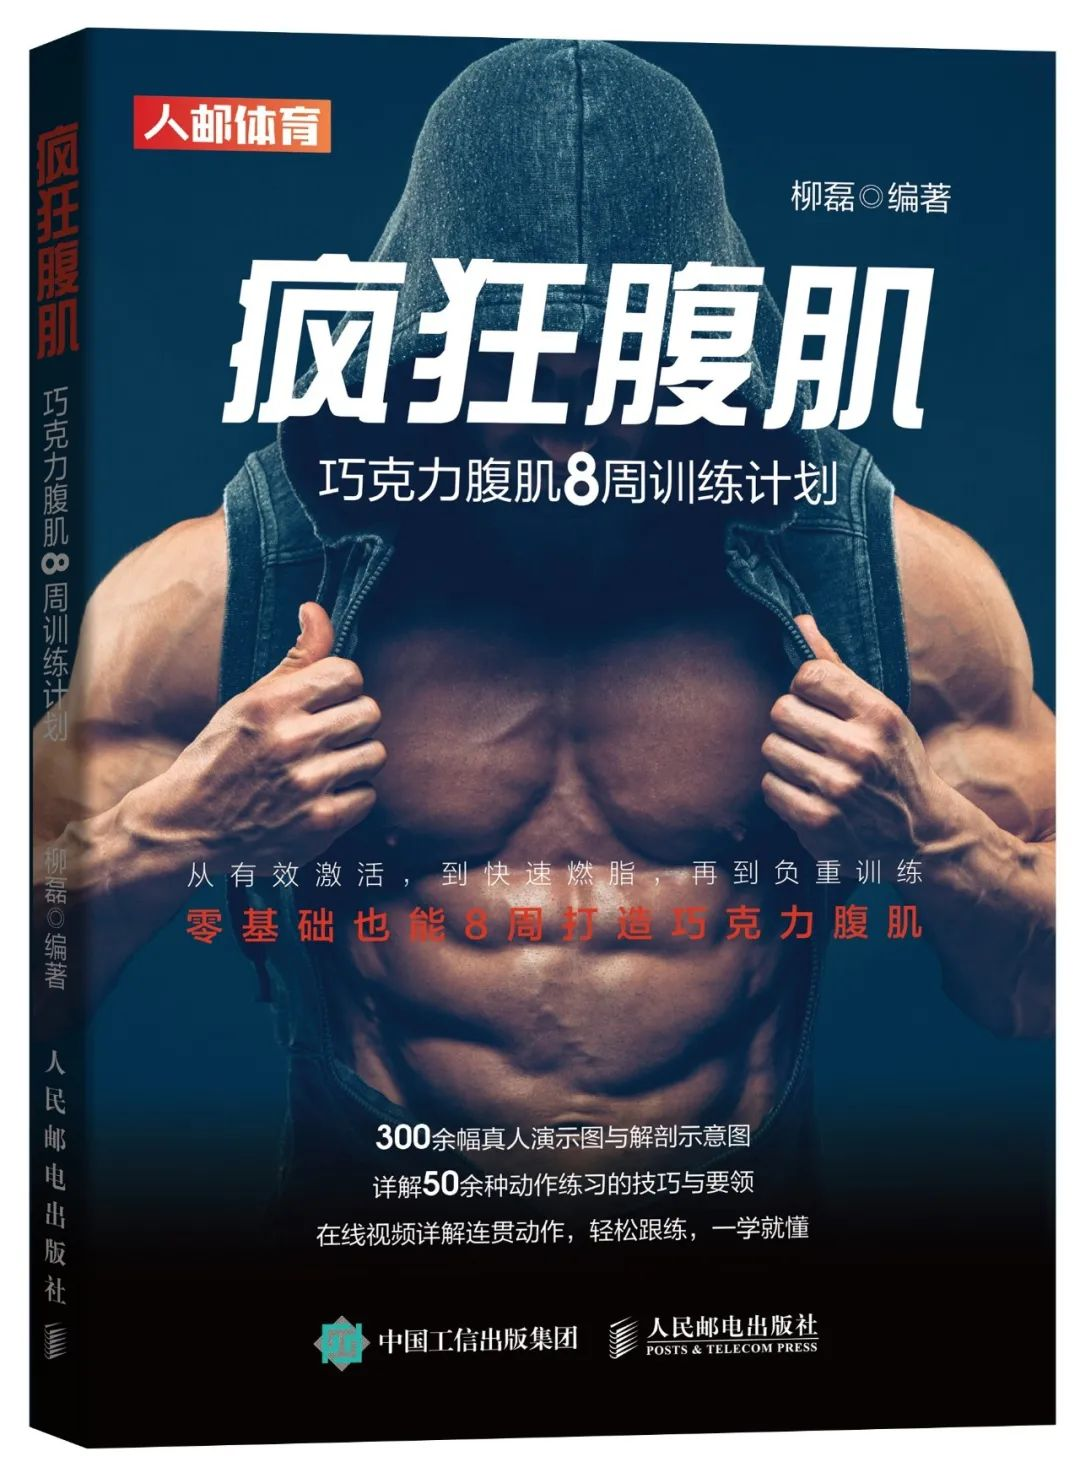 人邮体育
柳磊◎编著
疯狂腹肌
巧克力腹肌8周训练计划
从有效激活，到快速燃脂，再到负重训练
零基础也能8周打造巧克力腹肌
300余幅真人演示图与解剖示意图
详解50余种动作练习的技巧与要领
在线视频详解连贯动作，轻松跟练，一学就懂
中国工信出版集团
人民邮电出版社
POSTS & TELECOM PRESS
疯狂腹肌
巧克力腹肌8周训练计划
柳磊◎编著
人民邮电出版社